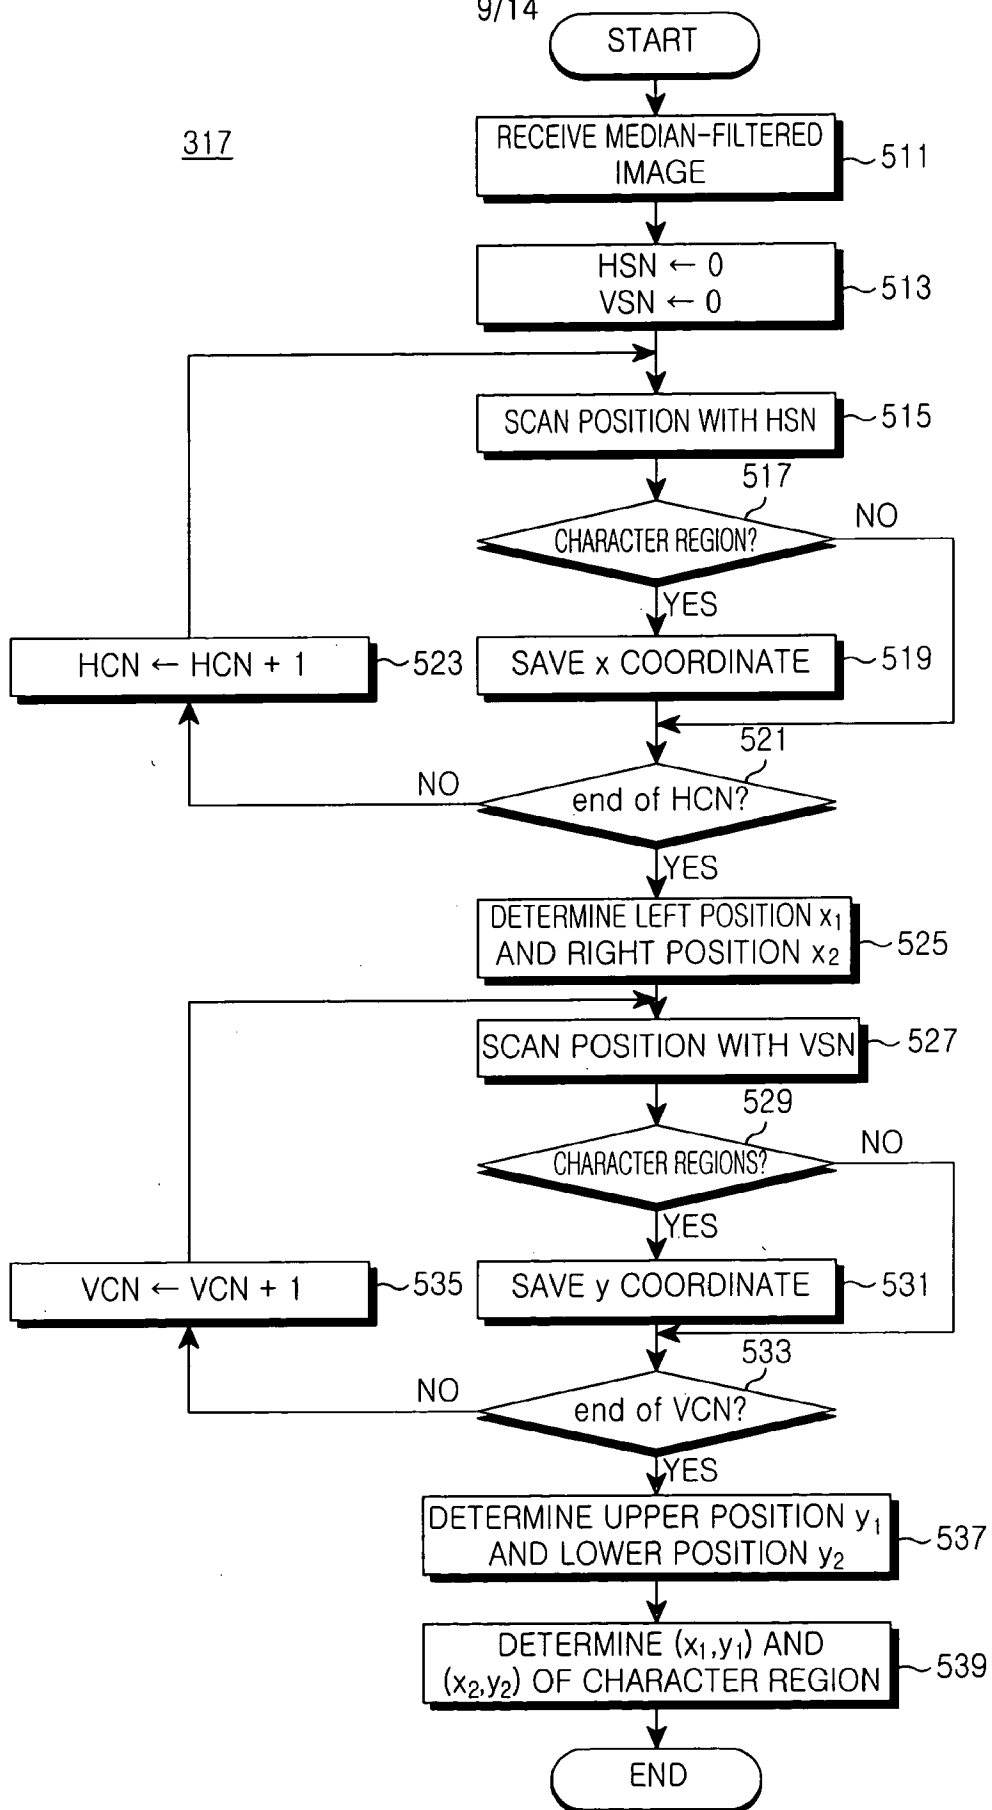 9/14
START
317
RECEIVE MEDIAN-FILTERED
IMAGE
511
HSN ← 0
VSN ← 0
513
SCAN POSITION WITH HSN
515
517
CHARACTER REGION?
NO
YES
HCN ← HCN + 1
523
SAVE x COORDINATE
519
521
end of HCN?
NO
YES
DETERMINE LEFT POSITION x₁
AND RIGHT POSITION x₂
525
SCAN POSITION WITH VSN
527
529
CHARACTER REGIONS?
NO
YES
VCN ← VCN + 1
535
SAVE y COORDINATE
531
533
end of VCN?
NO
YES
DETERMINE UPPER POSITION y₁
AND LOWER POSITION y₂
537
DETERMINE (x₁,y₁) AND
(x₂,y₂) OF CHARACTER REGION
539
END